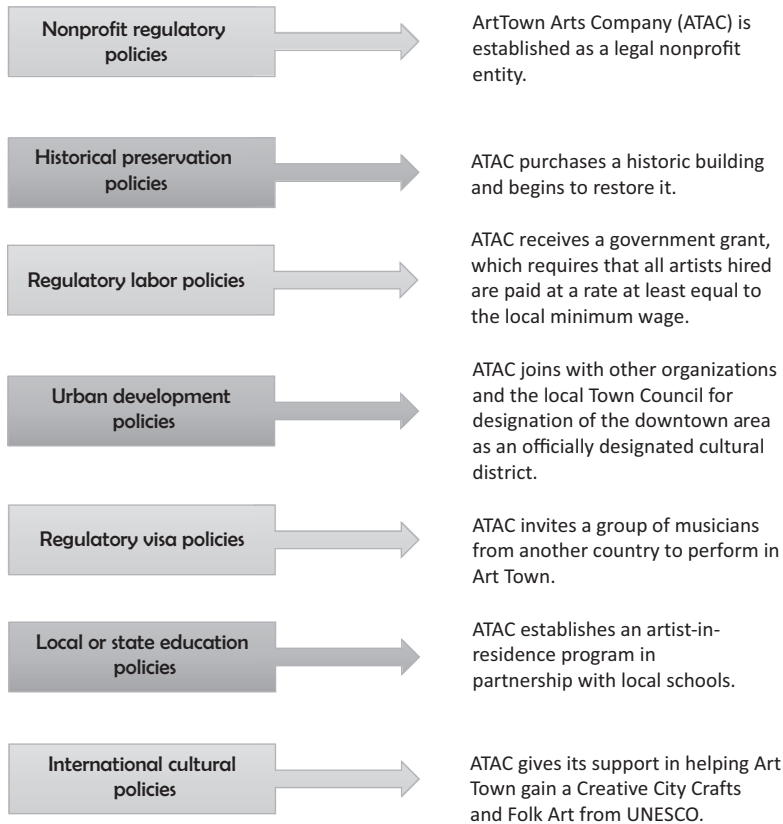 Nonprofit regulatory
policies
ArtTown Arts Company (ATAC) is
established as a legal nonprofit
entity.
Historical preservation
policies
ATAC purchases a historic building
and begins to restore it.
Regulatory labor policies
ATAC receives a government grant,
which requires that all artists hired
are paid at a rate at least equal to
the local minimum wage.
Urban development
policies
ATAC joins with other organizations
and the local Town Council for
designation of the downtown area
as an officially designated cultural
district.
Regulatory visa policies
ATAC invites a group of musicians
from another country to perform in
Art Town.
Local or state education
policies
ATAC establishes an artist-in-
residence program in
partnership with local schools.
International cultural
policies
ATAC gives its support in helping Art
Town gain a Creative City Crafts
and Folk Art from UNESCO.